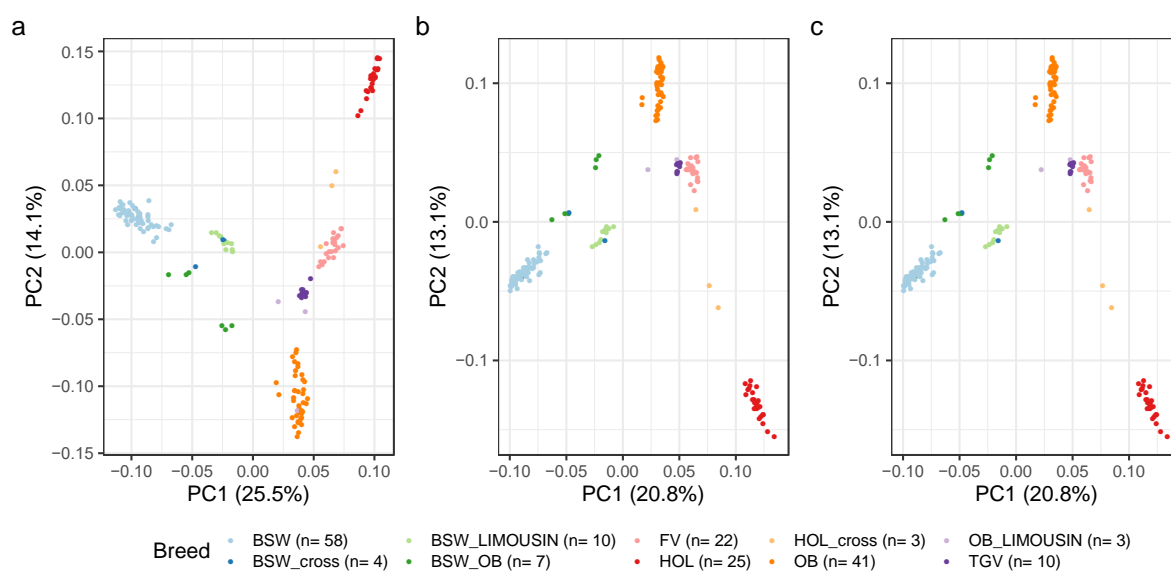 a
b
c
0.15
0.10
0.05
0.00
−0.05
−0.10
−0.15
PC2 (14.1%)
−0.10 −0.05 0.00 0.05 0.10
PC1 (25.5%)
0.1
0.0
−0.1
PC2 (13.1%)
−0.10 −0.05 0.00 0.05 0.10
PC1 (20.8%)
0.1
0.0
−0.1
PC2 (13.1%)
−0.10 −0.05 0.00 0.05 0.10
PC1 (20.8%)
Breed
BSW (n= 58) BSW_LIMOUSIN (n= 10) FV (n= 22) HOL_cross (n= 3) OB_LIMOUSIN (n= 3)
BSW_cross (n= 4) BSW_OB (n= 7) HOL (n= 25) OB (n= 41) TGV (n= 10)